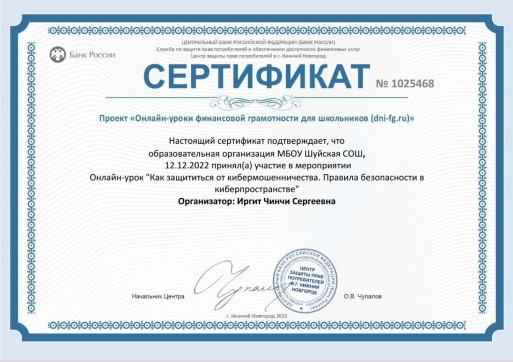 Банк России
ЦЕНТРАЛЬНЫЙ БАНК РОССИЙСКОЙ ФЕДЕРАЦИИ (БАНК РОССИИ)
Служба по защите прав потребителей и обеспечению доступности финансовых услуг
Центр защиты прав потребителей в г. Нижний Новгород
СЕРТИФИКАТ № 1025468
Проект «Онлайн-уроки финансовой грамотности для школьников (dni-fg.ru)»
Настоящий сертификат подтверждает, что
образовательная организация МБОУ Шуйская СОШ,
12.12.2022 принял(а) участие в мероприятии
Онлайн-урок "Как защититься от кибермошенничества. Правила безопасности в
киберпространстве"
Организатор: Иргит Чинчи Сергеевна
ЦЕНТР
ЗАЩИТЫ ПРАВ
ПОТРЕБИТЕЛЕЙ
В Г. НИЖНИЙ
НОВГОРОД
Начальник Центра
О.В. Чупалов
г. Нижний Новгород 2022